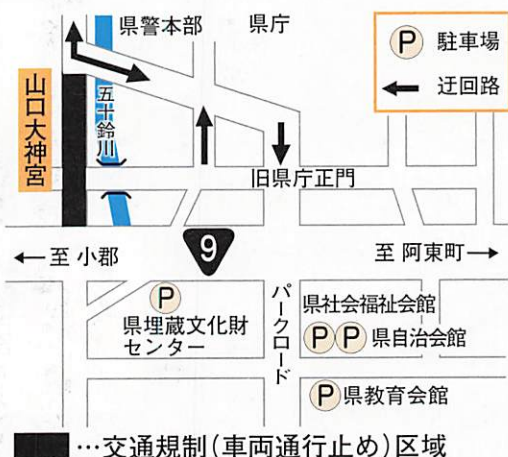 県警本部
県庁
P 駐車場
迂回路
山口大神宮
五十鈴川
旧県庁正門
←至 小郡
9
至 阿東町→
P
県埋蔵文化財
センター
パークロード
県社会福祉会館
P P 県自治会館
P 県教育会館
…交通規制(車両通行止め)区域